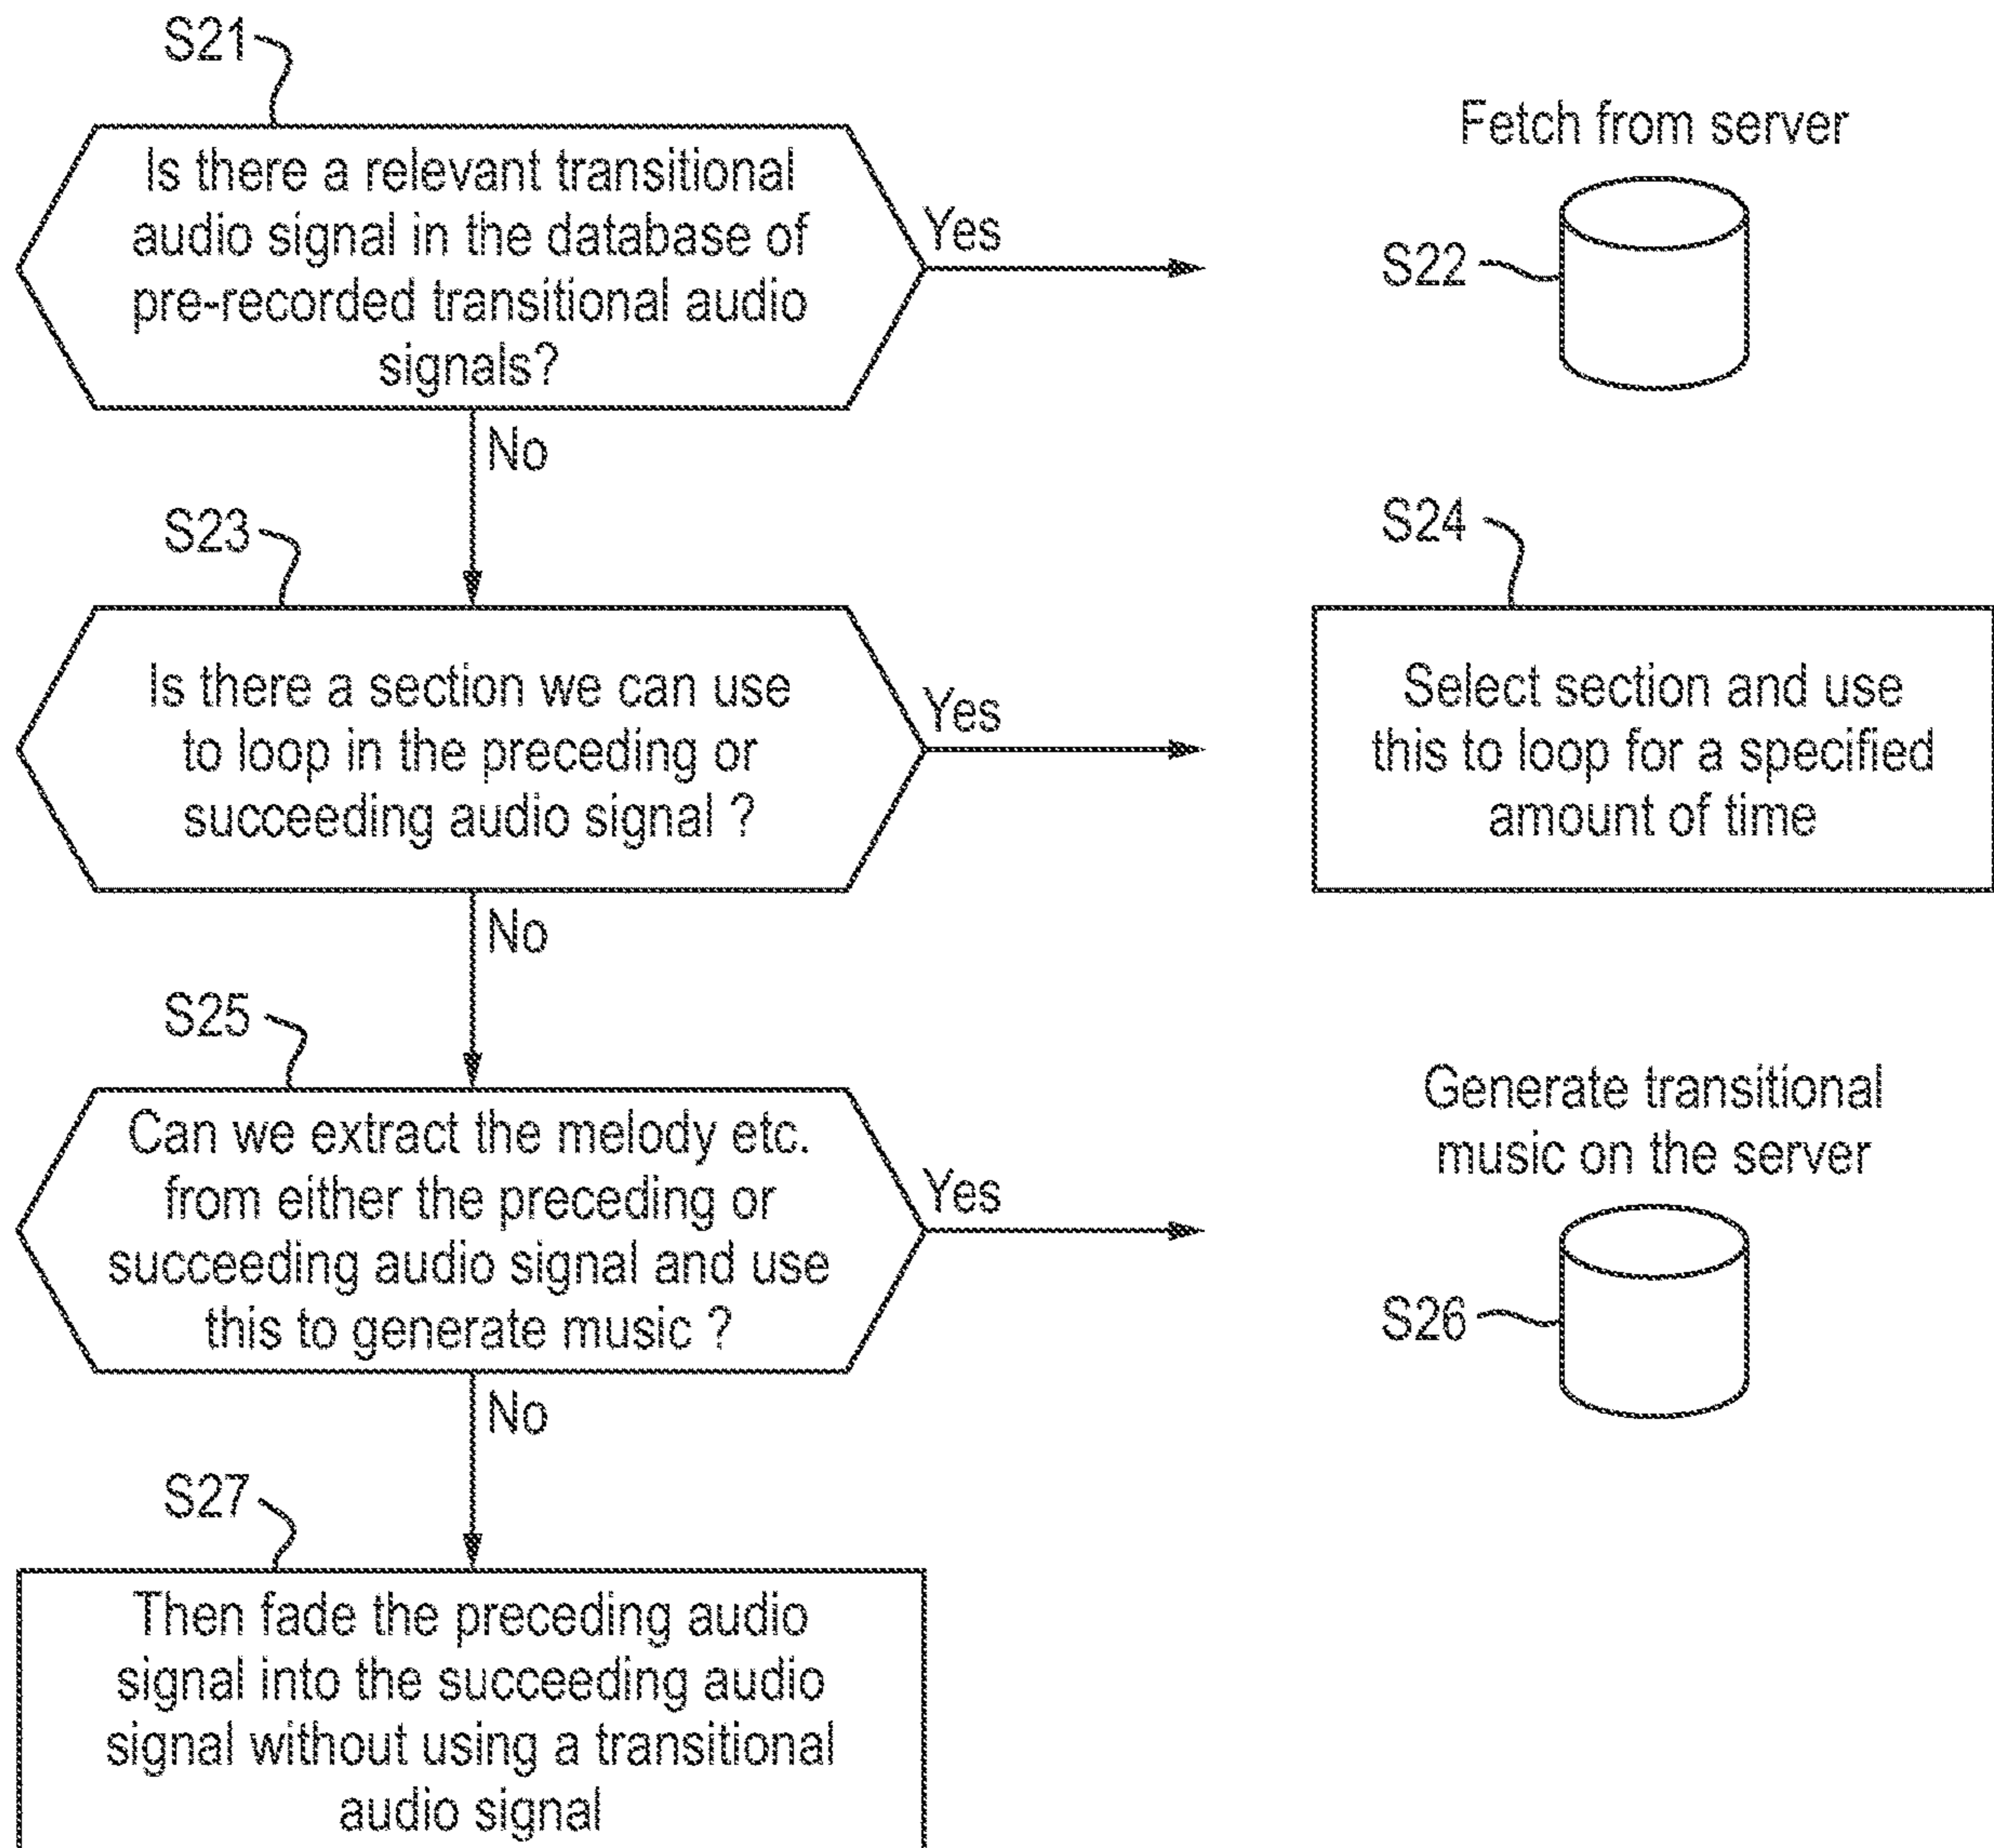 S21
Is there a relevant transitional
audio signal in the database of
pre-recorded transitional audio
signals?
Yes
Fetch from server
S22
No
S23
Is there a section we can use
to loop in the preceding or
succeeding audio signal ?
Yes
S24
Select section and use
this to loop for a specified
amount of time
No
S25
Can we extract the melody etc.
from either the preceding or
succeeding audio signal and use
this to generate music ?
Yes
Generate transitional
music on the server
S26
No
S27
Then fade the preceding audio
signal into the succeeding audio
signal without using a transitional
audio signal